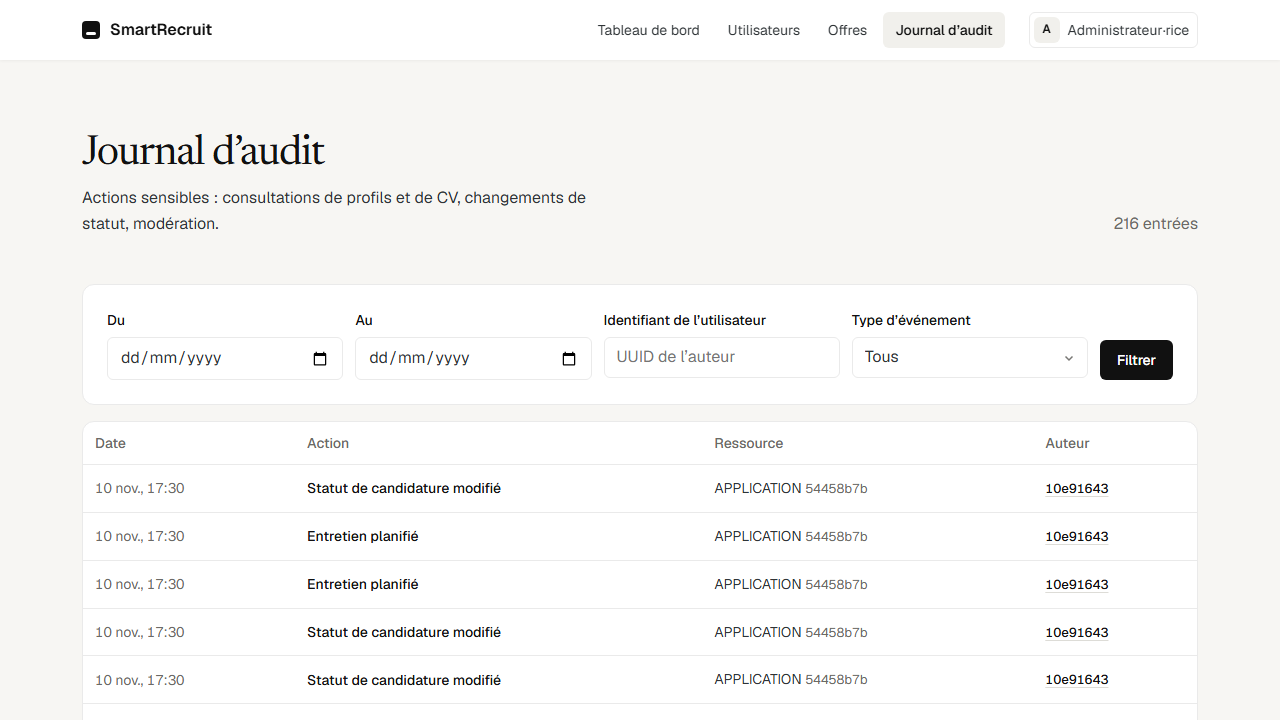 SmartRecruit
Tableau de bord Utilisateurs Offres Journal d’audit A Administrateur·rice
Journal d’audit
Actions sensibles : consultations de profils et de CV, changements de
statut, modération.
216 entrées
Du Au Identifiant de l’utilisateur Type d’événement
dd/mm/yyyy dd/mm/yyyy UUID de l’auteur Tous Filtrer
Date Action Ressource Auteur
10 nov., 17:30 Statut de candidature modifié APPLICATION 54458b7b 10e91643
10 nov., 17:30 Entretien planifié APPLICATION 54458b7b 10e91643
10 nov., 17:30 Entretien planifié APPLICATION 54458b7b 10e91643
10 nov., 17:30 Statut de candidature modifié APPLICATION 54458b7b 10e91643
10 nov., 17:30 Statut de candidature modifié APPLICATION 54458b7b 10e91643